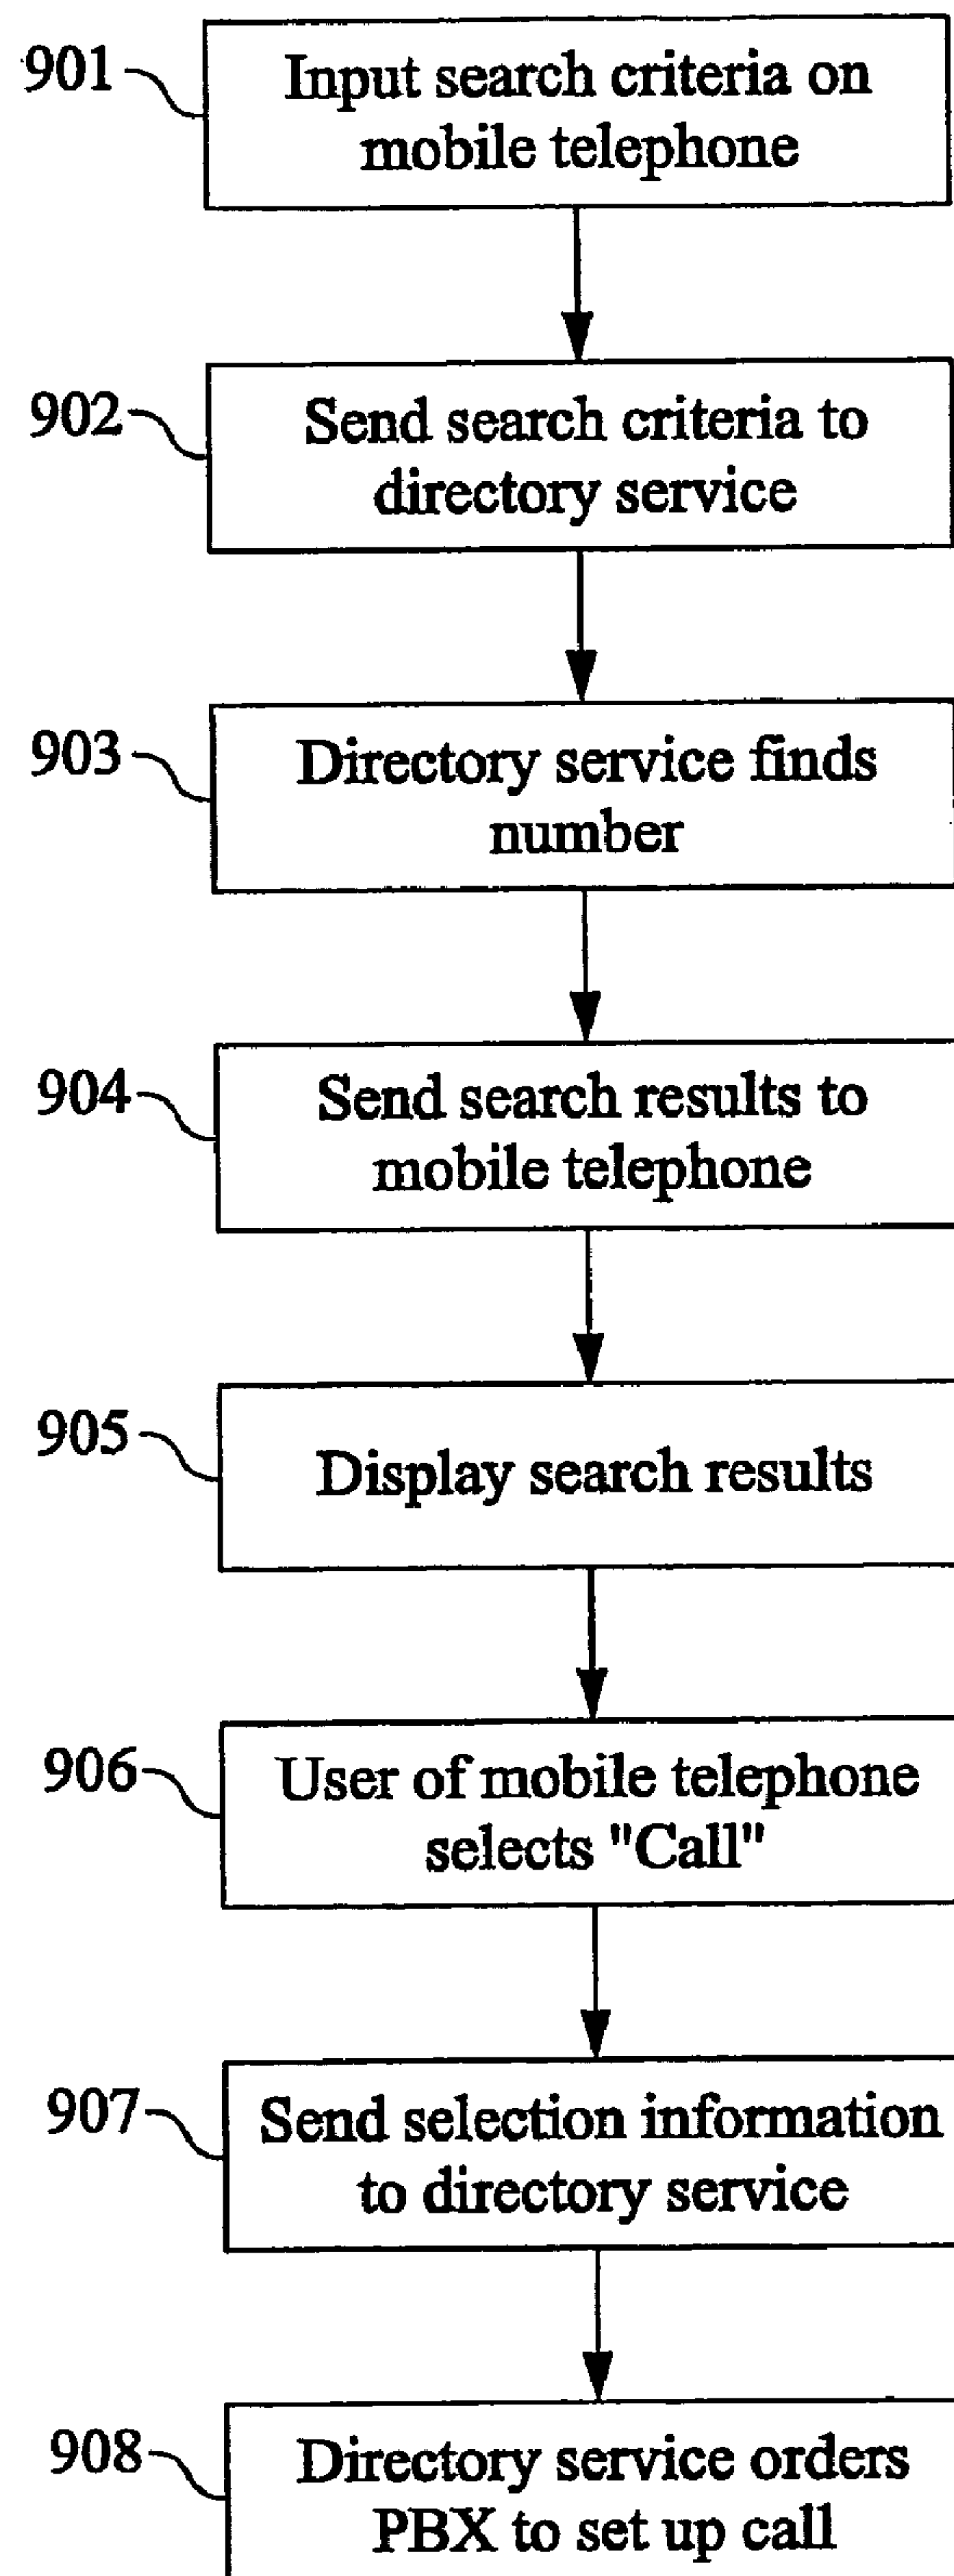 901
Input search criteria on
mobile telephone
902
Send search criteria to
directory service
903
Directory service finds
number
904
Send search results to
mobile telephone
905
Display search results
906
User of mobile telephone
selects "Call"
907
Send selection information
to directory service
908
Directory service orders
PBX to set up call